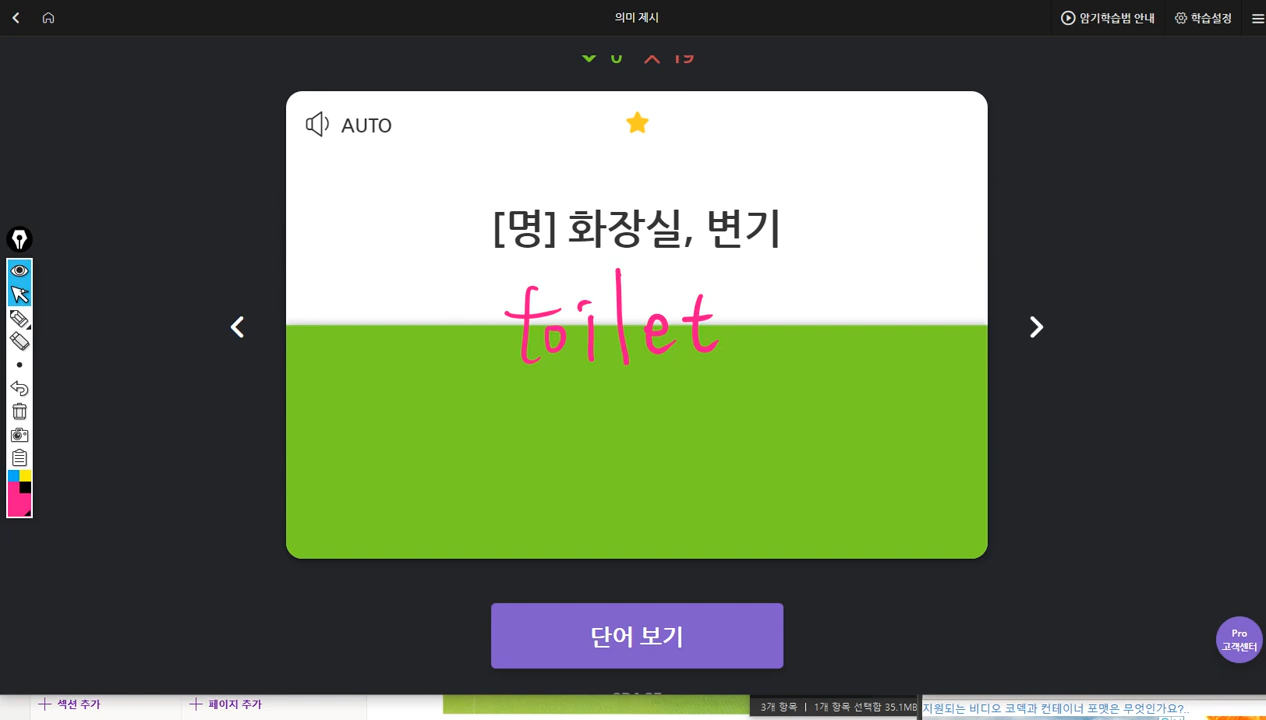 의미 제시
암기학습법 안내
학습설정
0 19
AUTO
[명] 화장실, 변기
toilet
단어 보기
Pro
고객센터
섹션 추가
페이지 추가
3개 항목 | 1개 항목 선택함 35.1MB
지원되는 비디오 코덱과 컨테이너 포맷은 무엇인가요?..